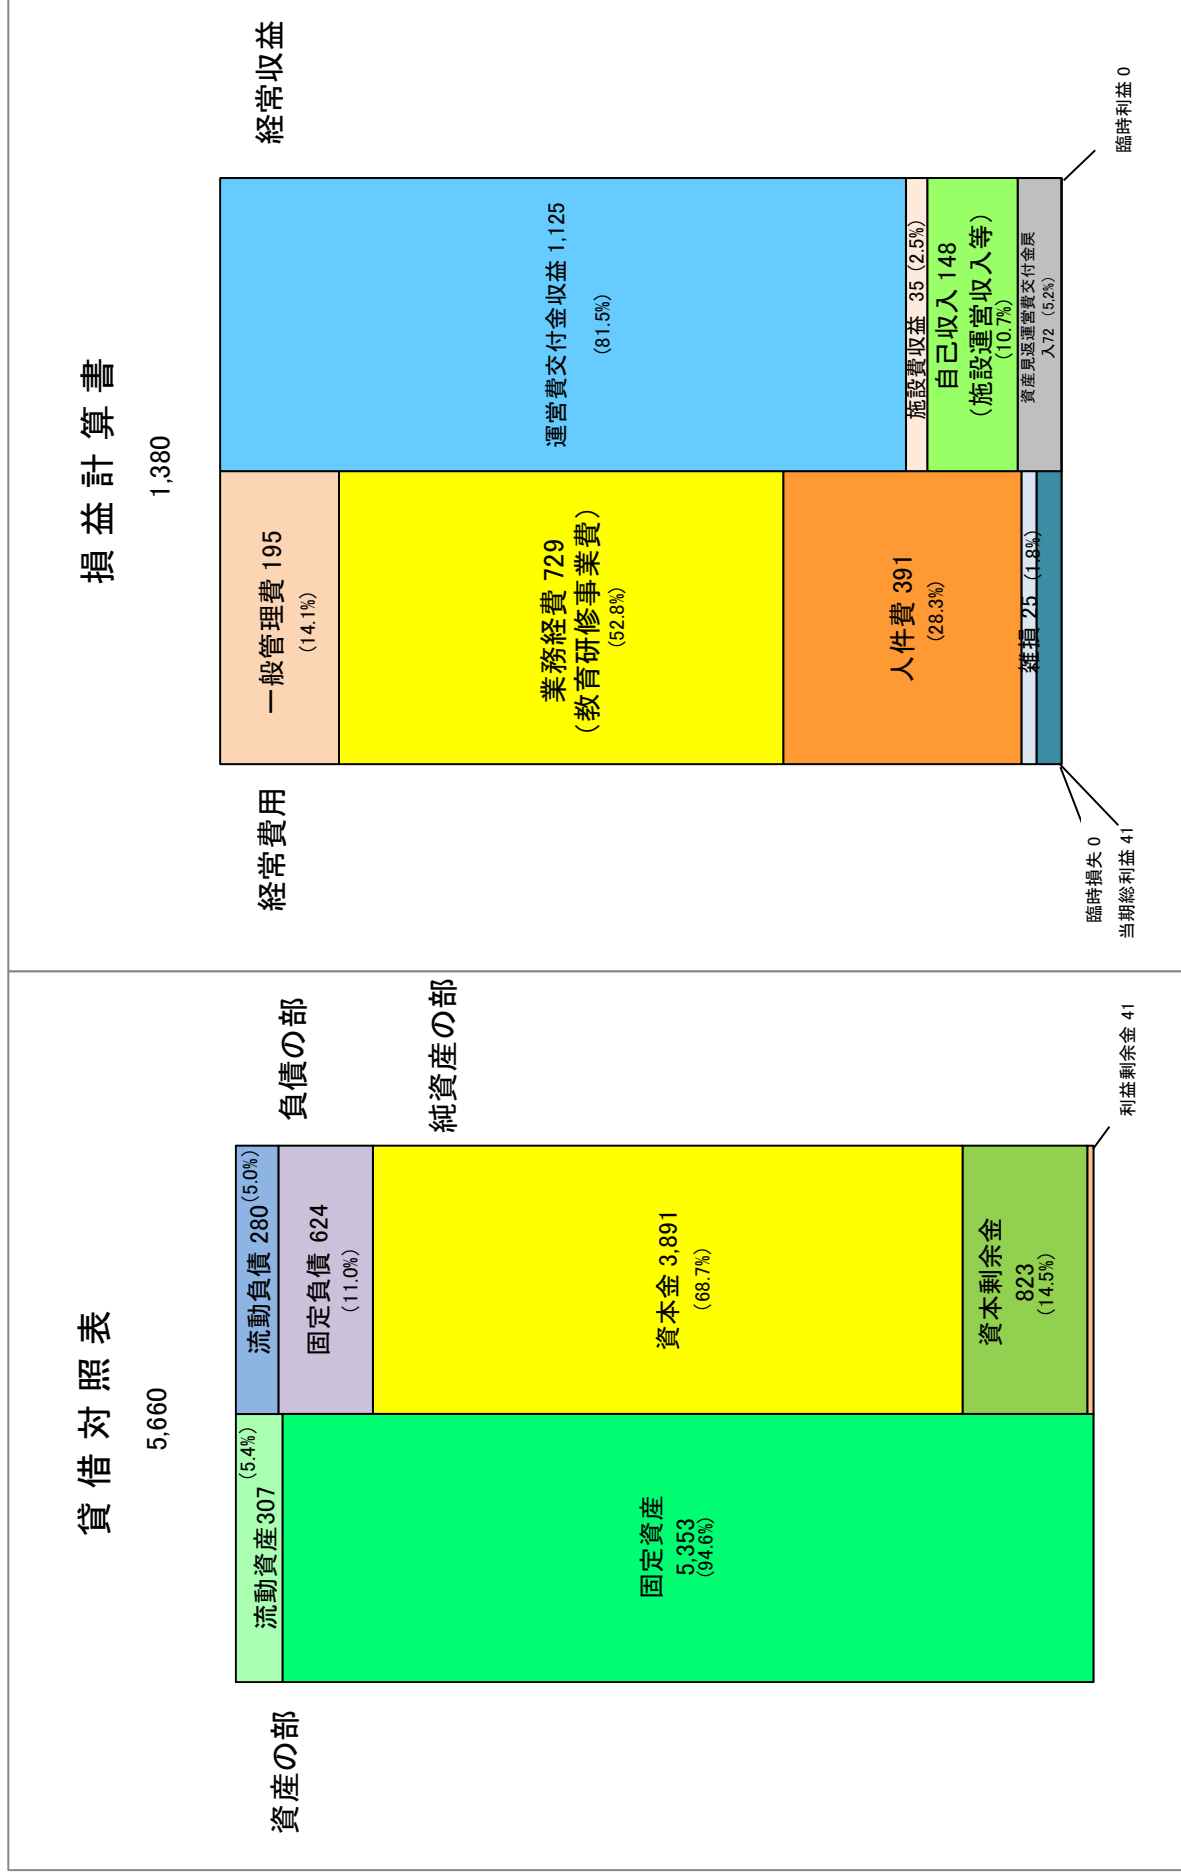 貸 借 対 照 表
5,660
資産の部
流動資産307
(5.4%)
固定資産
5,353
(94.6%)
負債の部
流動負債 280
(5.0%)
固定負債 624
(11.0%)
純資産の部
資本金 3,891
(68.7%)
資本剰余金
823
(14.5%)
利益剰余金 41
損 益 計 算 書
1,380
経常費用
一般管理費 195
(14.1%)
業務経費 729
(教育研修事業費)
(52.8%)
人件費 391
(28.3%)
雑損 25 (1.8%)
臨時損失 0
当期総利益 41
経常収益
運営費交付金収益 1,125
(81.5%)
施設費収益 35 (2.5%)
自己収入 148
(施設運営収入等)
(10.7%)
資産見返運営費交付金戻
入72 (5.2%)
臨時利益 0